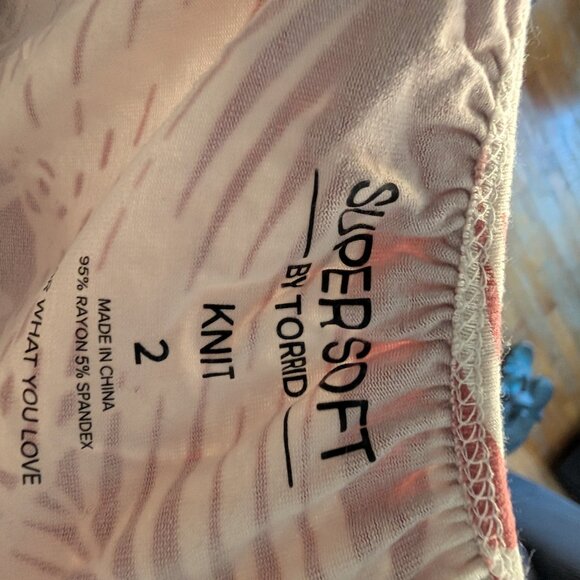 SUPER SOFT
BY TORRID
KNIT
2
MADE IN CHINA
95% RAYON 5% SPANDEX
WHAT YOU LOVE